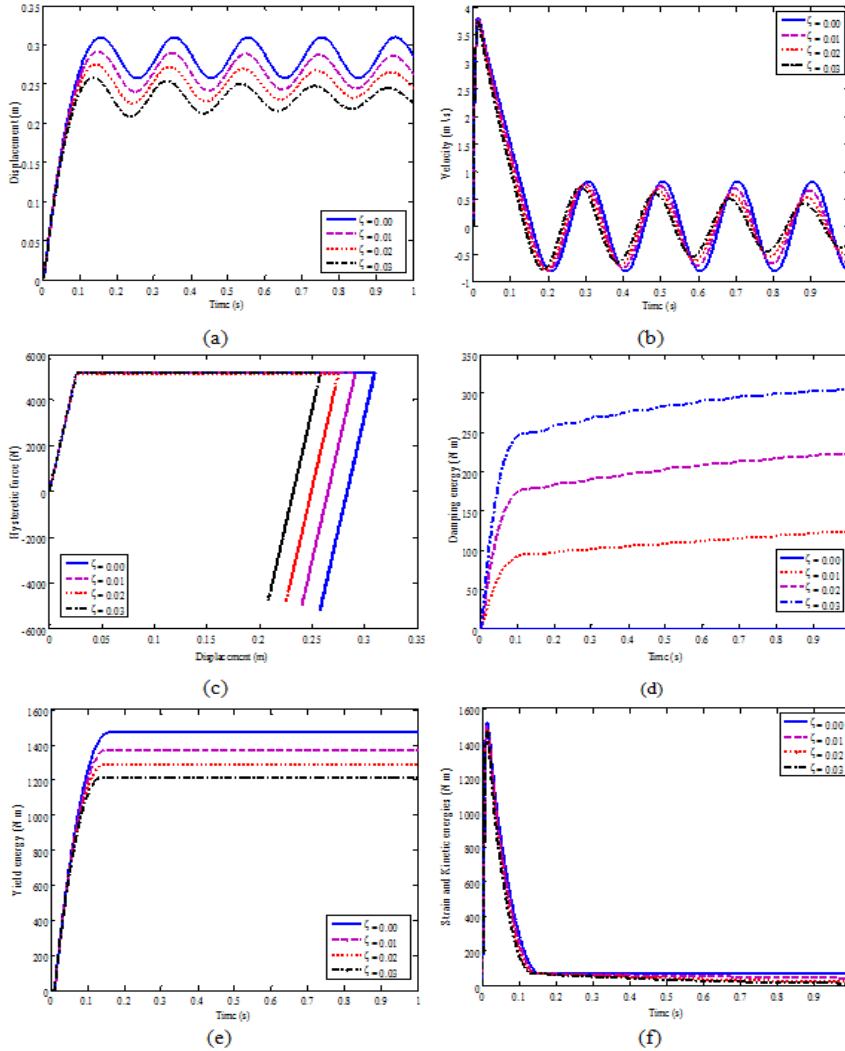 0.35
0.3
0.25
0.2
0.15
0.1
0.05
0
Displacement (m)
0 0.1 0.2 0.3 0.4 0.5 0.6 0.7 0.8 0.9 1
Time (s)
ζ = 0.00
ζ = 0.01
ζ = 0.02
ζ = 0.03
(a)
4
3.5
3
2.5
2
1.5
1
0.5
0
-0.5
-1
Velocity (m \s)
0 0.1 0.2 0.3 0.4 0.5 0.6 0.7 0.8 0.9
Time (s)
ζ = 0.00
ζ = 0.01
ζ = 0.02
ζ = 0.03
(b)
6000
4000
2000
0
-2000
-4000
-6000
Hysteretic force (N)
0 0.05 0.1 0.15 0.2 0.25 0.3 0.35
Displacement (m)
ζ = 0.00
ζ = 0.01
ζ = 0.02
ζ = 0.03
(c)
350
300
250
200
150
100
50
0
Damping energy (N m)
0 0.1 0.2 0.3 0.4 0.5 0.6 0.7 0.8 0.9
Time (s)
ζ = 0.00
ζ = 0.01
ζ = 0.02
ζ = 0.03
(d)
1600
1400
1200
1000
800
600
400
200
0
Yield energy (N m)
0 0.1 0.2 0.3 0.4 0.5 0.6 0.7 0.8 0.9 1
Time (s)
ζ = 0.00
ζ = 0.01
ζ = 0.02
ζ = 0.03
(e)
1600
1400
1200
1000
800
600
400
200
0
Strain and Kinetic energies (N m)
0 0.1 0.2 0.3 0.4 0.5 0.6 0.7 0.8 0.9
Time (s)
ζ = 0.00
ζ = 0.01
ζ = 0.02
ζ = 0.03
(f)